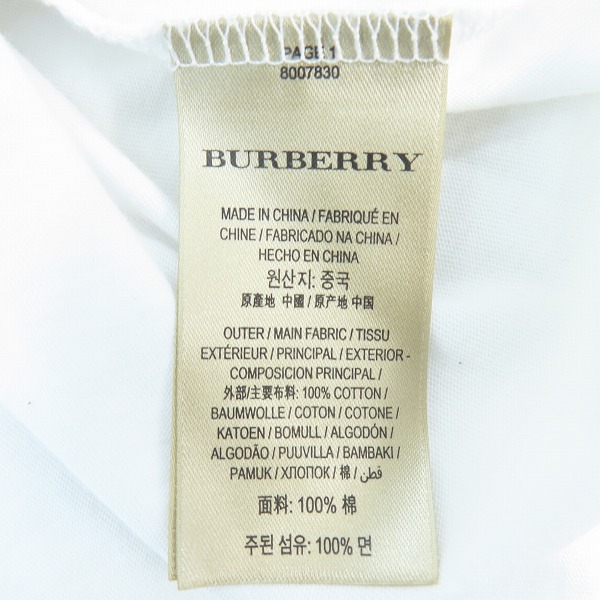 PAGE 1
8007830
BURBERRY
MADE IN CHINA / FABRIQUÉ EN
CHINE / FABRICADO NA CHINA /
HECHO EN CHINA
원산지: 중국
原產地 中國 / 原产地 中国
OUTER / MAIN FABRIC / TISSU
EXTÉRIEUR / PRINCIPAL / EXTERIOR -
COMPOSICION PRINCIPAL /
外部/主要布料: 100% COTTON /
BAUMWOLLE / COTON / COTONE /
KATOEN / BOMULL / ALGODÓN /
ALGODÃO / PUUVILLA / BAMBAKI /
PAMUK / ХЛОПОК / 棉 / قطن
面料: 100% 棉
주된 섬유: 100% 면